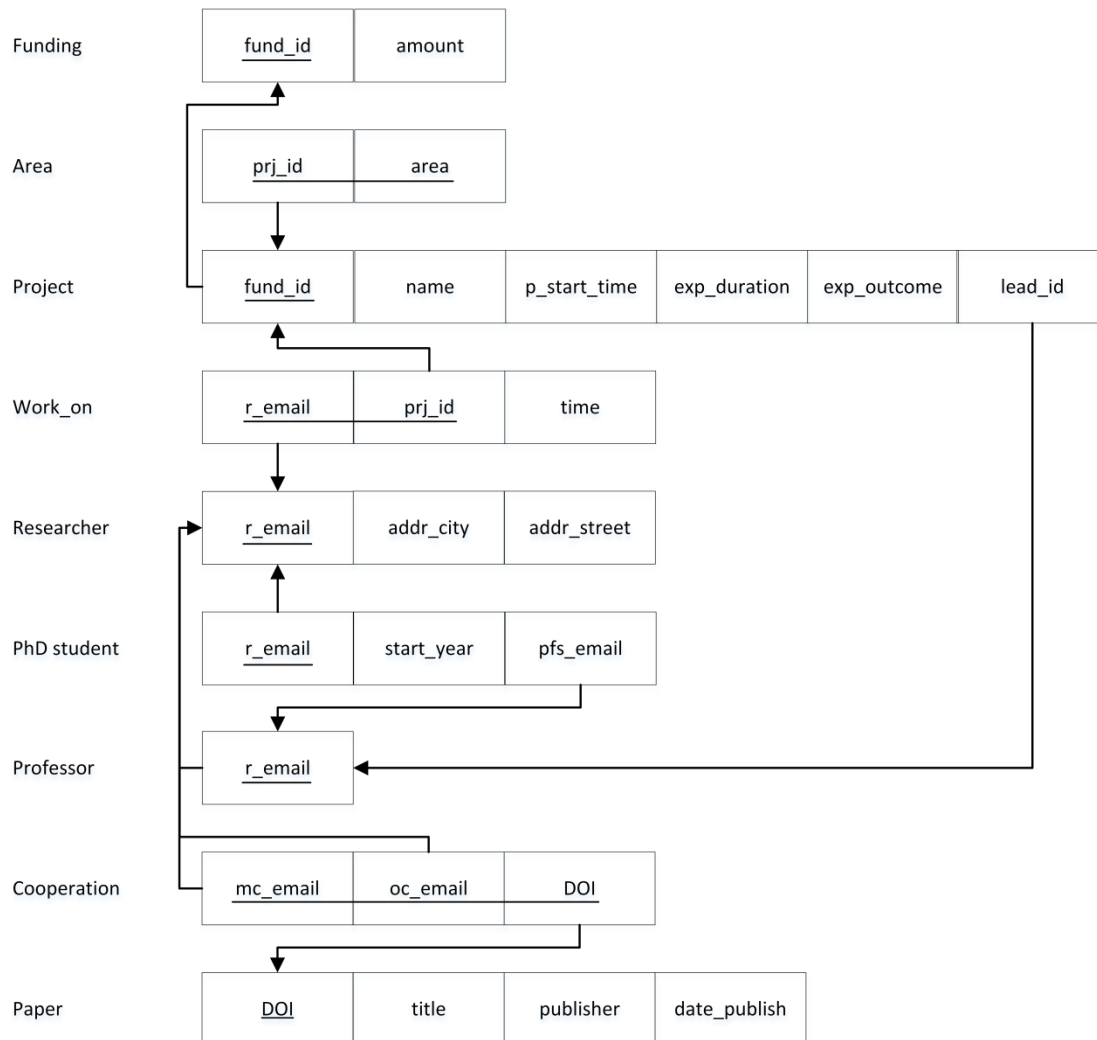 Funding fund_id amount
Area prj_id area
Project fund_id name p_start_time exp_duration exp_outcome lead_id
Work_on r_email prj_id time
Researcher r_email addr_city addr_street
PhD student r_email start_year pfs_email
Professor r_email
Cooperation mc_email oc_email DOI
Paper DOI title publisher date_publish